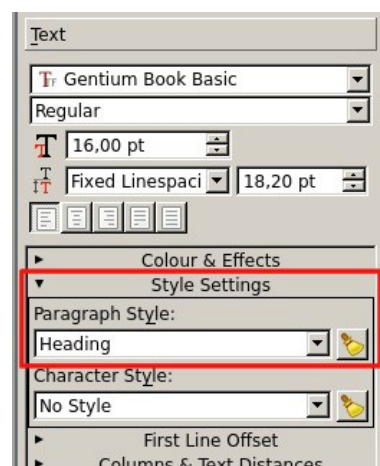 Text
Gentium Book Basic
Regular
16,00 pt
Fixed Linespaci 18,20 pt
Colour & Effects
Style Settings
Paragraph Style:
Heading
Character Style:
No Style
First Line Offset
Columns & Text Distances